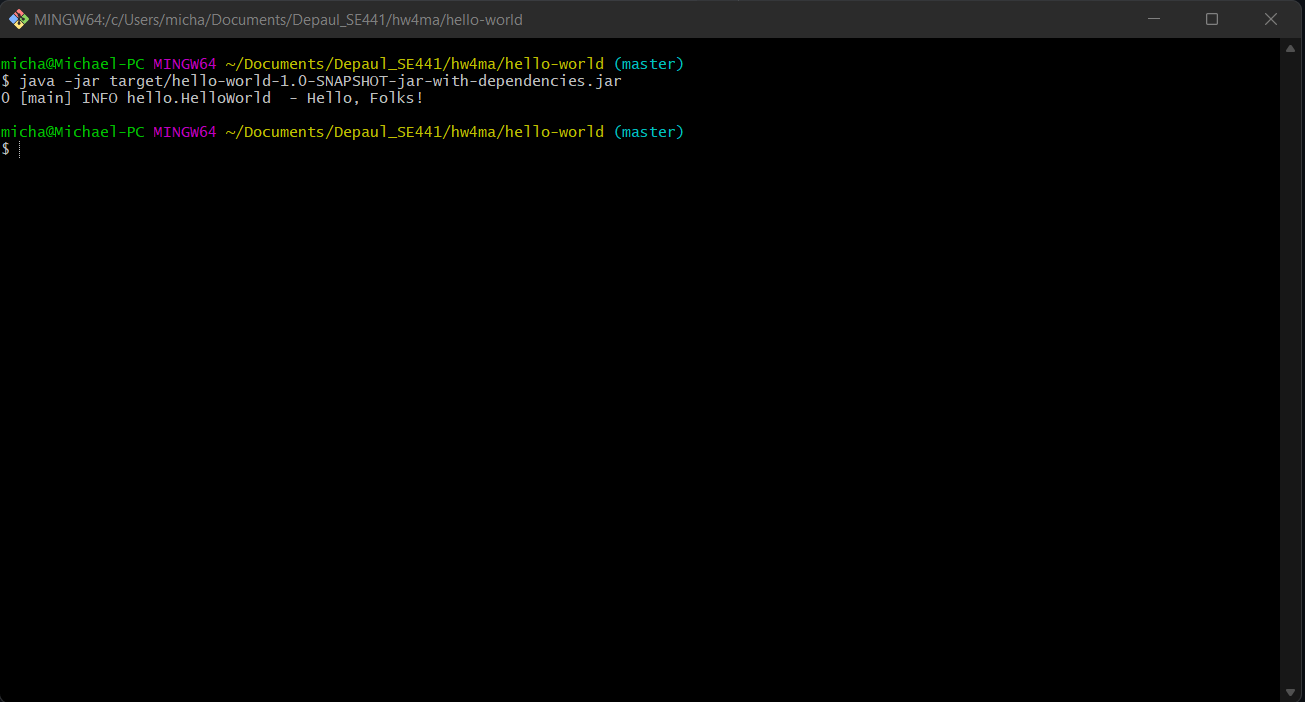 MINGW64:/c/Users/micha/Documents/Depaul_SE441/hw4ma/hello-world
micha@Michael-PC MINGW64 ~/Documents/Depaul_SE441/hw4ma/hello-world (master)
$ java -jar target/hello-world-1.0-SNAPSHOT-jar-with-dependencies.jar
0 [main] INFO hello.HelloWorld  - Hello, Folks!
micha@Michael-PC MINGW64 ~/Documents/Depaul_SE441/hw4ma/hello-world (master)
$